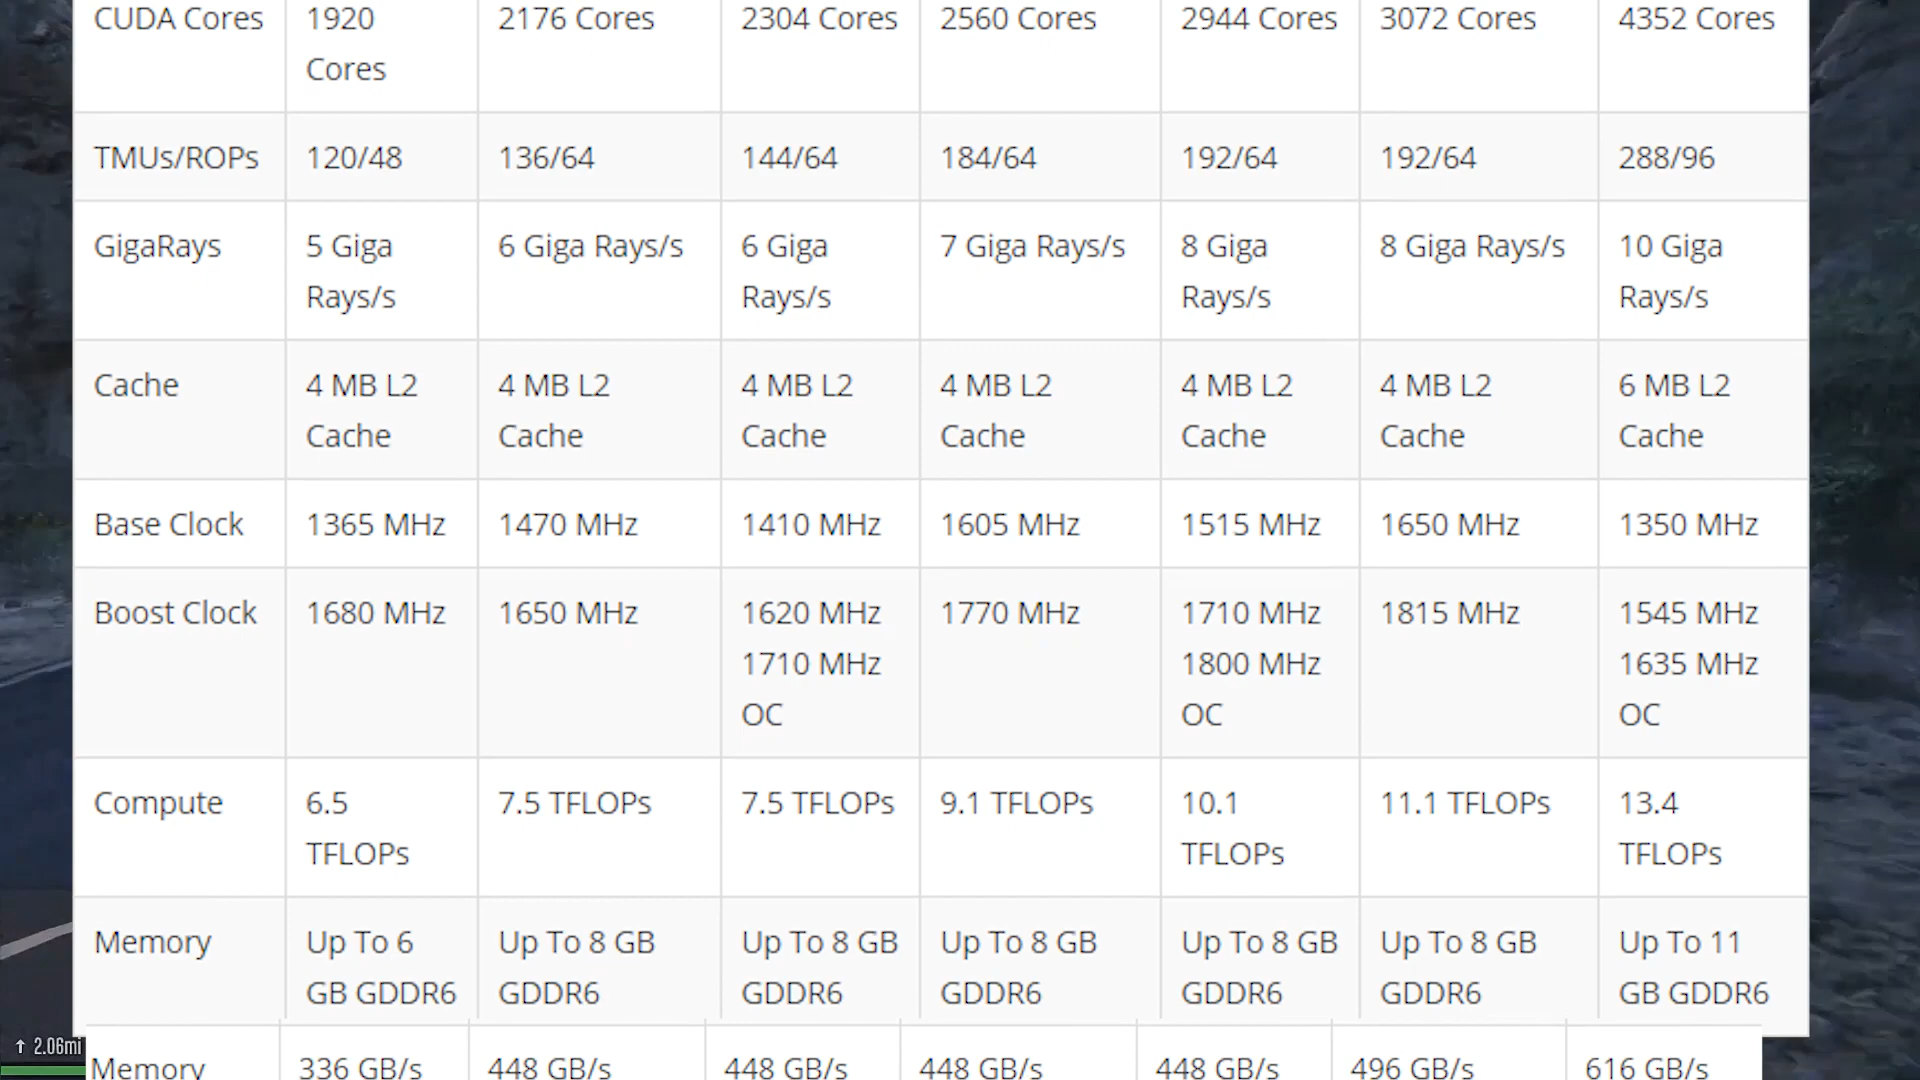 CUDA Cores 1920 2176 Cores 2304 Cores 2560 Cores 2944 Cores 3072 Cores 4352 Cores
Cores
TMUs/ROPs 120/48 136/64 144/64 184/64 192/64 192/64 288/96
GigaRays 5 Giga 6 Giga Rays/s 6 Giga 7 Giga Rays/s 8 Giga 8 Giga Rays/s 10 Giga
Rays/s Rays/s Rays/s Rays/s
Cache 4 MB L2 4 MB L2 4 MB L2 4 MB L2 4 MB L2 4 MB L2 6 MB L2
Cache Cache Cache Cache Cache Cache Cache
Base Clock 1365 MHz 1470 MHz 1410 MHz 1605 MHz 1515 MHz 1650 MHz 1350 MHz
Boost Clock 1680 MHz 1650 MHz 1620 MHz 1770 MHz 1710 MHz 1815 MHz 1545 MHz
1710 MHz 1800 MHz 1635 MHz
OC OC OC
Compute 6.5 7.5 TFLOPs 7.5 TFLOPs 9.1 TFLOPs 10.1 11.1 TFLOPs 13.4
TFLOPs TFLOPs TFLOPs
Memory Up To 6 Up To 8 GB Up To 8 GB Up To 8 GB Up To 8 GB Up To 8 GB Up To 11
GB GDDR6 GDDR6 GDDR6 GDDR6 GDDR6 GDDR6 GB GDDR6
↑ 2.06mi
Memory 336 GB/s 448 GB/s 448 GB/s 448 GB/s 448 GB/s 496 GB/s 616 GB/s